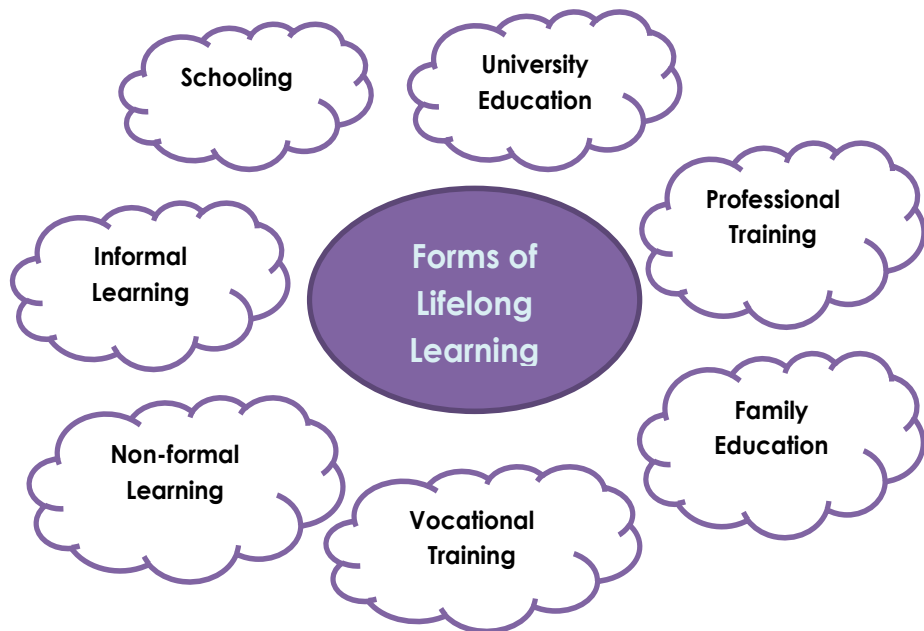 Schooling
University
Education
Professional
Training
Informal
Learning
Forms of
Lifelong
Learning
Family
Education
Non-formal
Learning
Vocational
Training